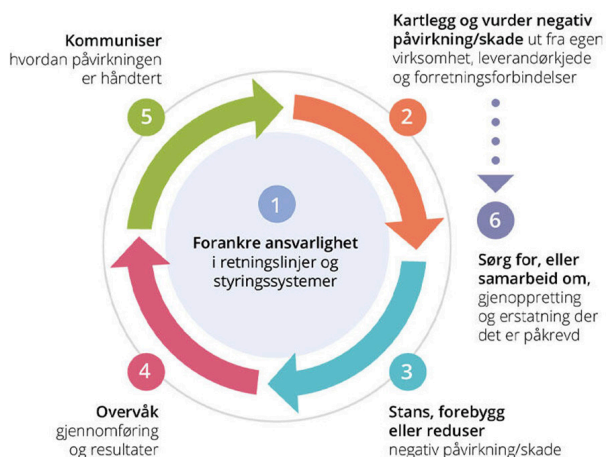 1
Forankre ansvarlighet
i retningslinjer og
styringssystemer
2
Kartlegg og vurder negativ
påvirkning/skade ut fra egen
virksomhet, leverandørkjede
og forretningsforbindelser
3
Stans, forebygg
eller reduser
negativ påvirkning/skade
4
Overvåk
gjennomføring
og resultater
5
Kommuniser
hvordan påvirkningen
er håndtert
6
Sørg for, eller
samarbeid om,
gjenoppretting
og erstatning der
det er påkrevd